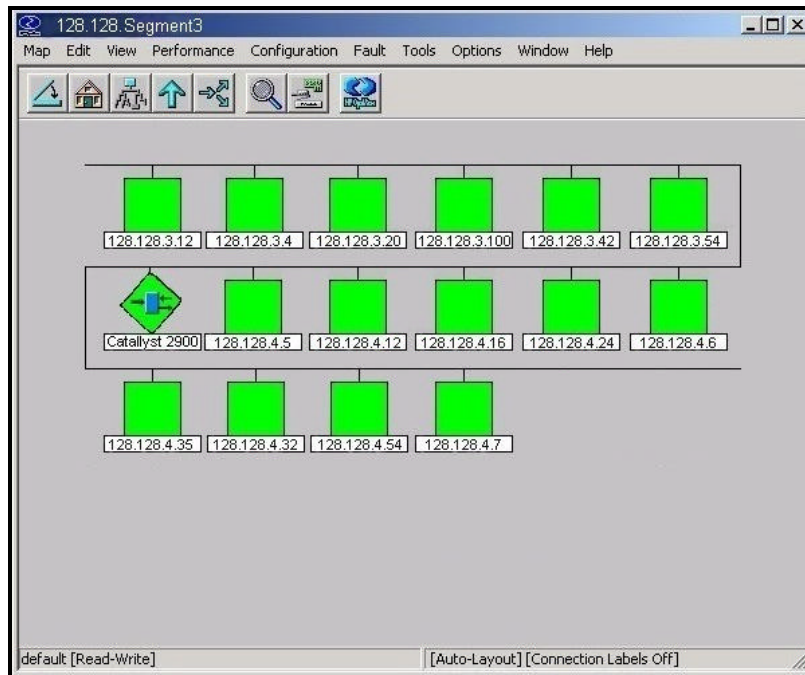 128.128.Segment3
Map Edit View Performance Configuration Fault Tools Options Window Help
128.128.3.12 128.128.3.4 128.128.3.20 128.128.3.100 128.128.3.42 128.128.3.54
Catallyst 2900 128.128.4.5 128.128.4.12 128.128.4.16 128.128.4.24 128.128.4.6
128.128.4.35 128.128.4.32 128.128.4.54 128.128.4.7
default [Read-Write] [Auto-Layout] [Connection Labels Off]